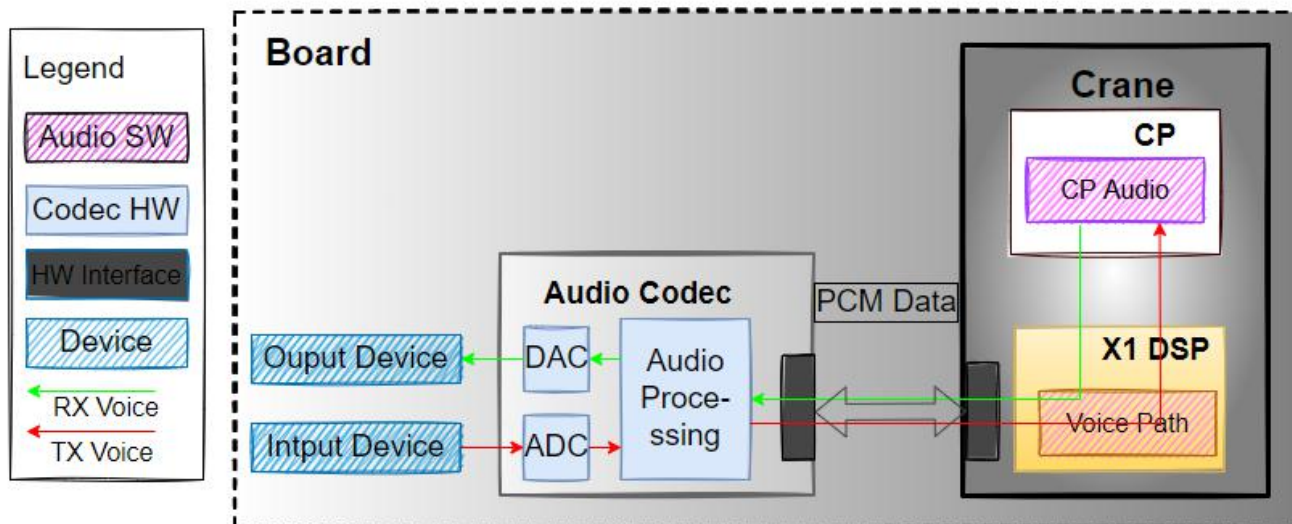 Legend
Audio SW
Codec HW
HW Interface
Device
RX Voice
TX Voice
Board
Crane
CP
CP Audio
Audio Codec
PCM Data
Ouput Device
DAC
Audio
Proce-
ssing
X1 DSP
Intput Device
ADC
Voice Path